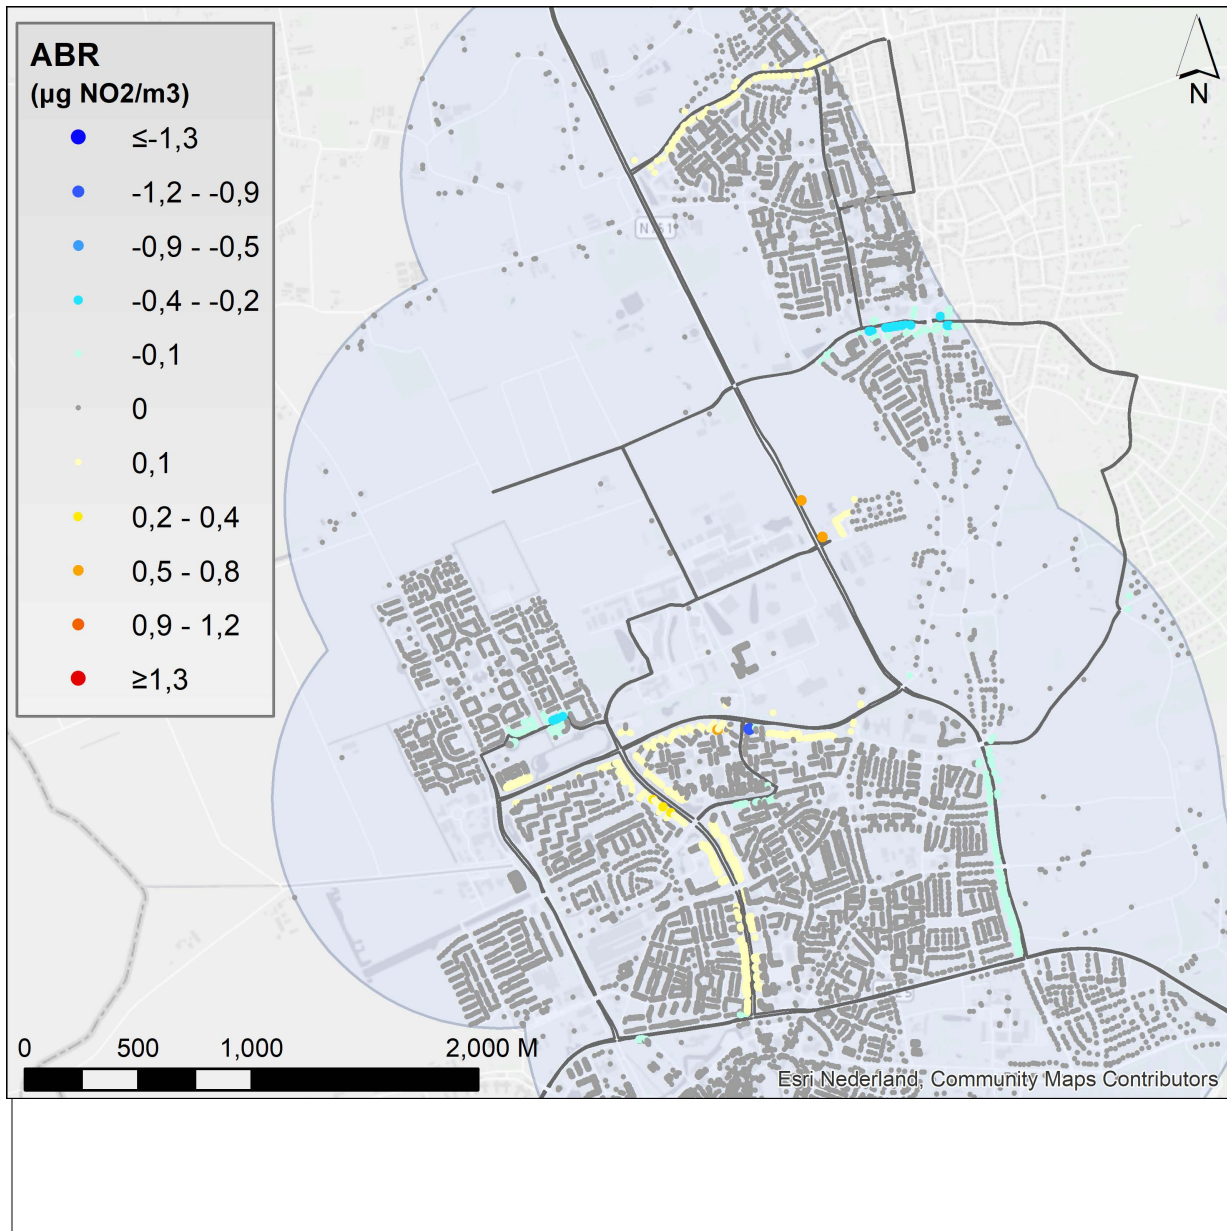 ABR
(µg NO2/m3)
≤-1,3
-1,2 - -0,9
-0,9 - -0,5
-0,4 - -0,2
-0,1
0
0,1
0,2 - 0,4
0,5 - 0,8
0,9 - 1,2
≥1,3
N
0 500 1,000 2,000 M
Esri Nederland, Community Maps Contributors